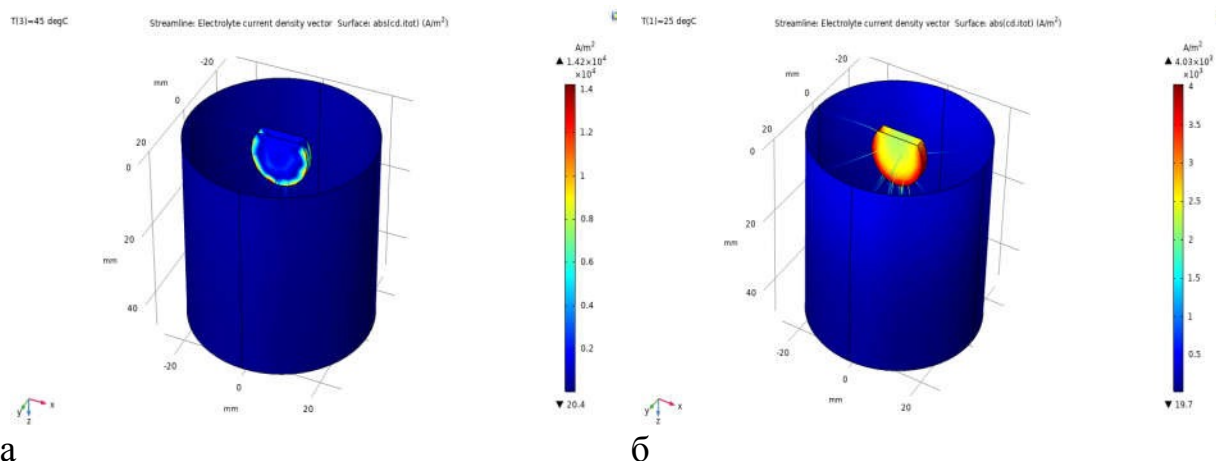 T(3)=45 degC
Streamline: Electrolyte current density vector Surface: abs(cd.itot) (A/m²)
A/m²
▲ 1.42×10⁴
×10⁴
1.4
1.2
1
0.8
0.6
0.4
0.2
▼ 20.4
-20
mm
0
20
0
20
mm
40
-20
0
mm
20
y
z
x
а
T(1)=25 degC
Streamline: Electrolyte current density vector Surface: abs(cd.itot) (A/m²)
A/m²
▲ 4.03×10³
×10³
4
3.5
3
2.5
2
1.5
1
0.5
▼ 19.7
-20
mm
0
20
0
20
mm
40
-20
0
mm
20
y
z
x
б